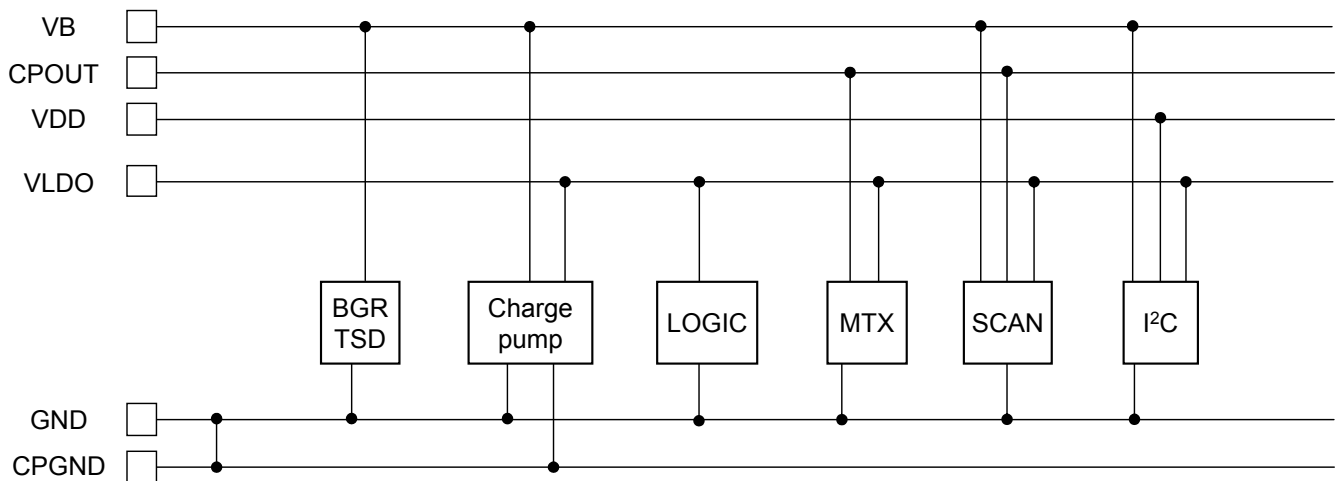 VB
CPOUT
VDD
VLDO
BGR
TSD
Charge
pump
LOGIC
MTX
SCAN
I²C
GND
CPGND